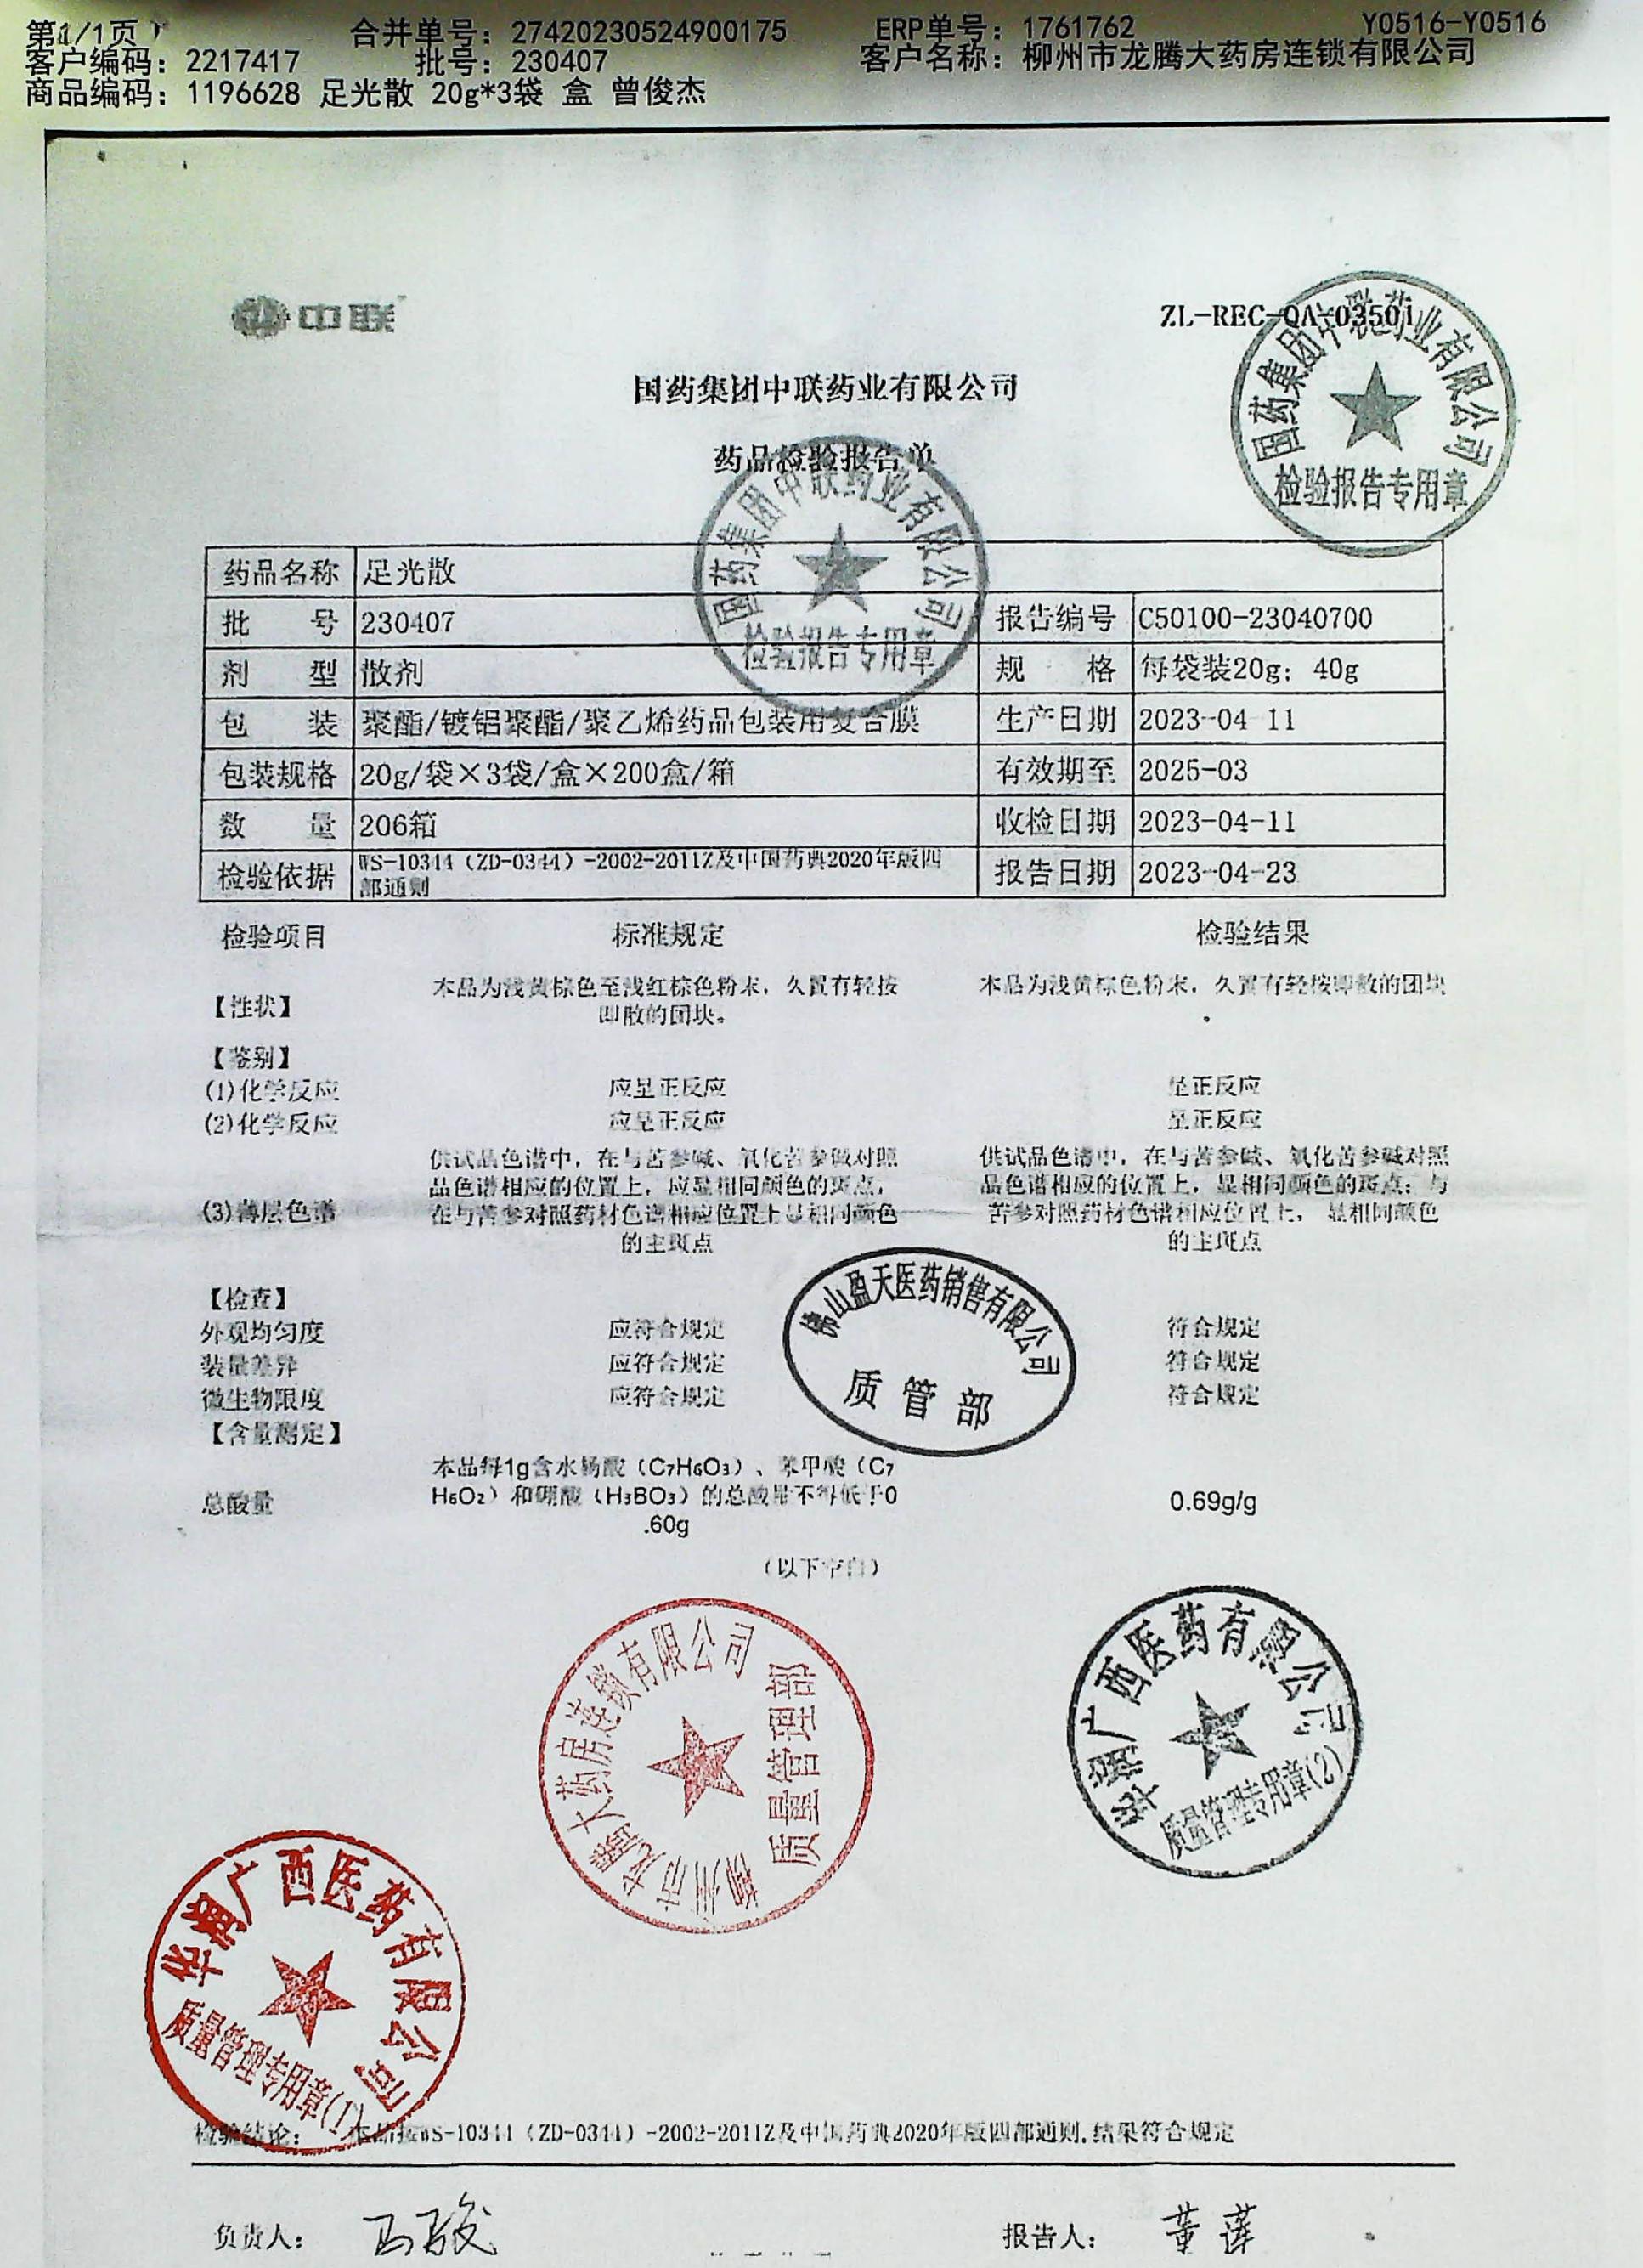 第1/1页 合并单号：27420230524900175 ERP单号：1761762 Y0516-Y0516
客户编码：2217417 批号：230407 客户名称：柳州市龙腾大药房连锁有限公司
商品编码：1196628 足光散 20g*3袋 盒 曾俊杰
中联
ZL-REC-QA-03501
国药集团中联药业有限公司
检验报告专用章
国药集团中联药业有限公司
药品检验报告单
国药集团中联药业有限公司
检验报告专用章
药品名称 足光散
批 号 230407 报告编号 C50100-23040700
剂 型 散剂 规 格 每袋装20g；40g
包 装 聚酯/镀铝聚酯/聚乙烯药品包装用复合膜 生产日期 2023-04 11
包装规格 20g/袋×3袋/盒×200盒/箱 有效期至 2025-03
数 量 206箱 收检日期 2023-04-11
检验依据 WS-10344（ZD-0344）-2002-2011Z及中国药典2020年版四部通则 报告日期 2023-04-23
检验项目 标准规定 检验结果
【性状】 本品为浅黄棕色至浅红棕色粉末，久置有轻按 本品为浅黄棕色粉末，久置有轻按即散的团块
即散的团块。 。
【鉴别】
(1)化学反应 应呈正反应 呈正反应
(2)化学反应 应呈正反应 呈正反应
供试品色谱中，在与苦参碱、氧化苦参碱对照 供试品色谱中，在与苦参碱、氧化苦参碱对照
品色谱相应的位置上，应显相同颜色的斑点， 品色谱相应的位置上，显相同颜色的斑点；与
(3)薄层色谱 在与苦参对照药材色谱相应位置上显相同颜色 苦参对照药材色谱相应位置上， 显相同颜色
的主斑点 的主斑点
【检查】
外观均匀度 应符合规定 符合规定
装量差异 应符合规定 符合规定
微生物限度 应符合规定 符合规定
佛山盈天医药销售有限公司
质管部
【含量测定】
本品每1g含水杨酸（C₇H₆O₃）、苯甲酸（C₇
总酸量 H₆O₂）和硼酸（H₃BO₃）的总酸量不得低于0 0.69g/g
.60g
（以下空白）
柳州市龙腾大药房连锁有限公司
质量管理部
华润广西医药有限公司
质量管理专用章(2)
华润广西医药有限公司
质量管理专用章(1)
检验结论： 本品按WS-10344（ZD-0344）-2002-2011Z及中国药典2020年版四部通则,结果符合规定
负责人： 报告人： 董莲